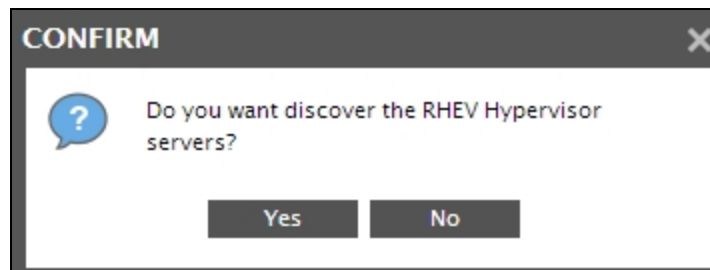 CONFIRM
Do you want discover the RHEV Hypervisor
servers?
Yes No